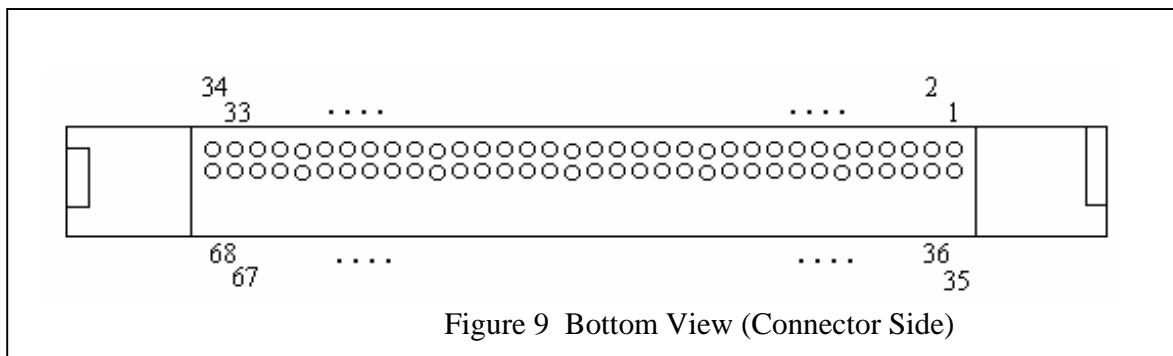 34 2
33 .... .... 1
68 .... .... 36
67 35
Figure 9 Bottom View (Connector Side)